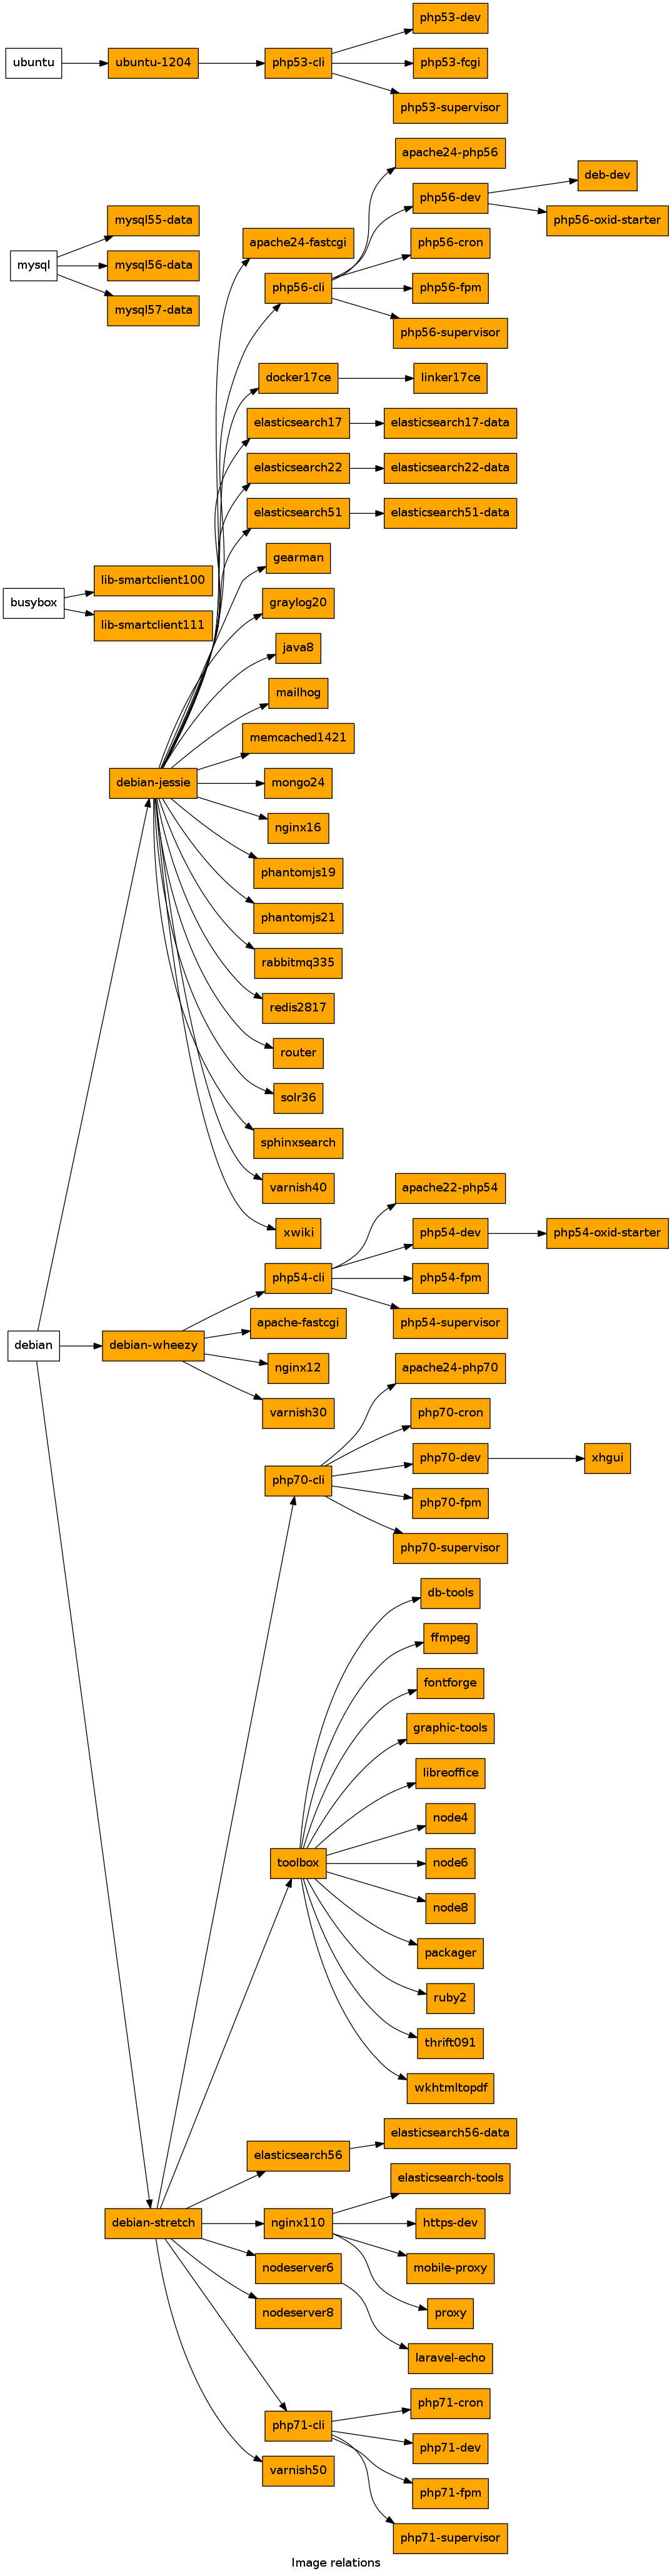 php53-dev
ubuntu
ubuntu-1204
php53-cli
php53-fcgi
php53-supervisor
apache24-php56
deb-dev
php56-dev
mysql55-data
php56-oxid-starter
apache24-fastcgi
php56-cron
mysql
mysql56-data
php56-cli
php56-fpm
mysql57-data
php56-supervisor
docker17ce
linker17ce
elasticsearch17
elasticsearch17-data
elasticsearch22
elasticsearch22-data
elasticsearch51
elasticsearch51-data
gearman
lib-smartclient100
busybox
graylog20
lib-smartclient111
java8
mailhog
memcached1421
debian-jessie
mongo24
nginx16
phantomjs19
phantomjs21
rabbitmq335
redis2817
router
solr36
sphinxsearch
varnish40
apache22-php54
xwiki
php54-dev
php54-oxid-starter
php54-cli
php54-fpm
apache-fastcgi
php54-supervisor
debian
debian-wheezy
nginx12
apache24-php70
varnish30
php70-cron
php70-dev
xhgui
php70-cli
php70-fpm
php70-supervisor
db-tools
ffmpeg
fontforge
graphic-tools
libreoffice
node4
toolbox
node6
node8
packager
ruby2
thrift091
wkhtmltopdf
elasticsearch56-data
elasticsearch56
elasticsearch-tools
debian-stretch
nginx110
https-dev
nodeserver6
mobile-proxy
nodeserver8
proxy
laravel-echo
php71-cron
php71-cli
php71-dev
varnish50
php71-fpm
php71-supervisor
Image relations